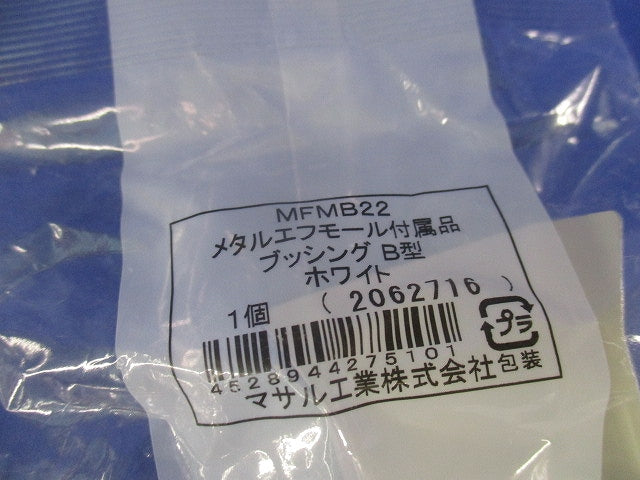 MFMB22
メタルエフモール付属品
ブッシング B型
ホワイト
1個 (2062716)
4528944275101
プラ
マサル工業株式会社包装